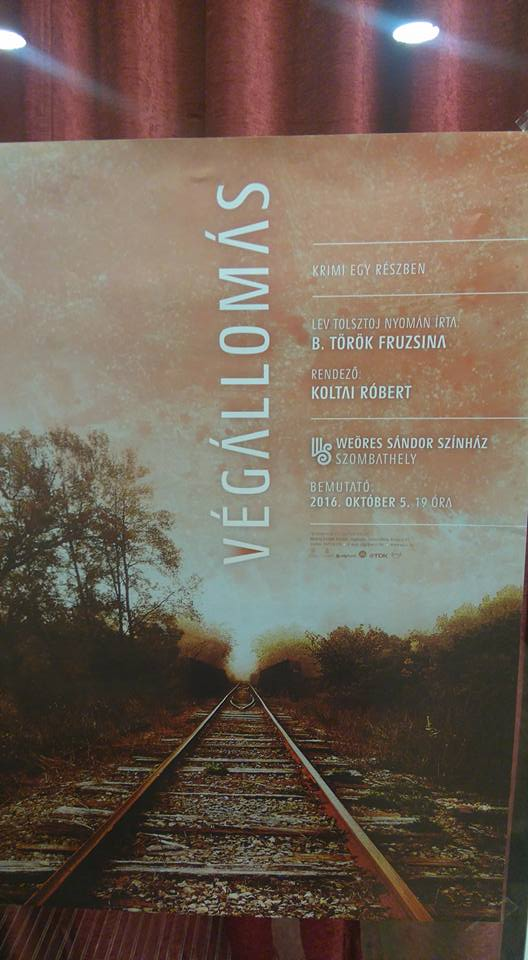 VÉGÁLLOMÁS
KRIMI EGY RÉSZBEN
LEV TOLSZTOJ NYOMÁN ÍRTA:
B. TÖRÖK FRUZSINA
RENDEZŐ:
KOLTAI RÓBERT
WEÖRES SÁNDOR SZÍNHÁZ
SZOMBATHELY
BEMUTATÓ:
2016. OKTÓBER 5. 19 ÓRA
TDK